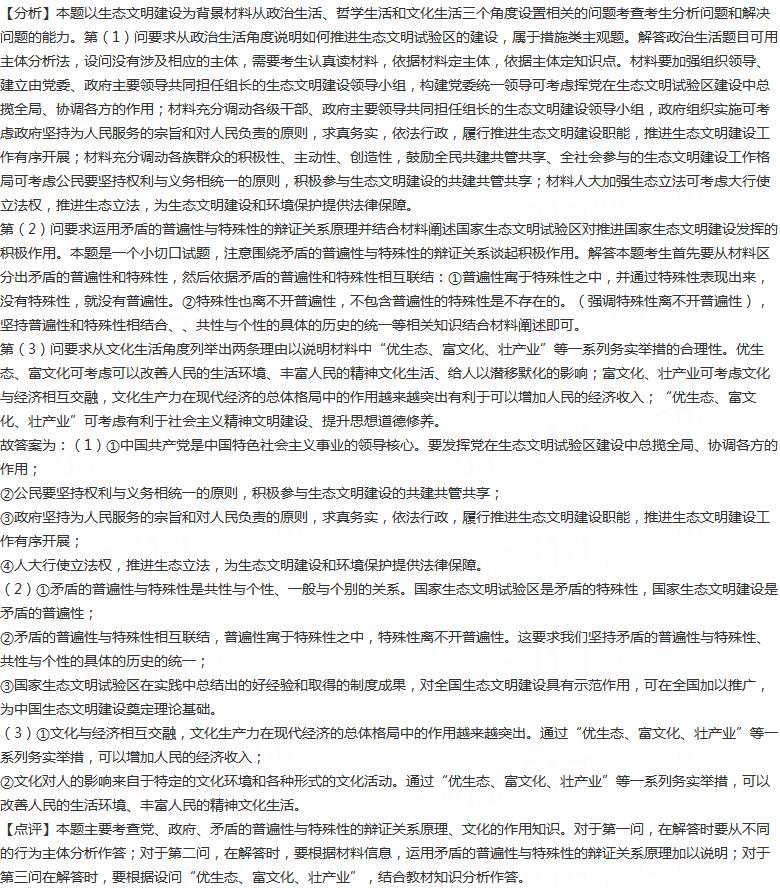 【分析】本题以生态文明建设为背景材料从政治生活、哲学生活和文化生活三个角度设置相关的问题考查考生分析问题和解决
问题的能力。第（1）问要求从政治生活角度说明如何推进生态文明试验区的建设，属于措施类主观题。解答政治生活题目可用
主体分析法，设问没有涉及相应的主体，需要考生认真读材料，依据材料定主体，依据主体定知识点。材料要加强组织领导、
建立由党委、政府主要领导共同担任组长的生态文明建设领导小组，构建党委统一领导可考虑挥党在生态文明试验区建设中总
揽全局、协调各方的作用；材料充分调动各级干部、政府主要领导共同担任组长的生态文明建设领导小组，政府组织实施可考
虑政府坚持为人民服务的宗旨和对人民负责的原则，求真务实，依法行政，履行推进生态文明建设职能，推进生态文明建设工
作有序开展；材料充分调动各族群众的积极性、主动性、创造性，鼓励全民共建共管共享、全社会参与的生态文明建设工作格
局可考虑公民要坚持权利与义务相统一的原则，积极参与生态文明建设的共建共管共享；材料人大加强生态立法可考虑大行使
立法权，推进生态立法，为生态文明建设和环境保护提供法律保障。
第（2）问要求运用矛盾的普遍性与特殊性的辩证关系原理并结合材料阐述国家生态文明试验区对推进国家生态文明建设发挥的
积极作用。本题是一个小切口试题，注意围绕矛盾的普遍性与特殊性的辩证关系谈起积极作用。解答本题考生首先要从材料区
分出矛盾的普遍性和特殊性，然后依据矛盾的普遍性和特殊性相互联结：①普遍性寓于特殊性之中，并通过特殊性表现出来，
没有特殊性，就没有普遍性。②特殊性也离不开普遍性，不包含普遍性的特殊性是不存在的。（强调特殊性离不开普遍性），
坚持普遍性和特殊性相结合、、共性与个性的具体的历史的统一等相关知识结合材料阐述即可。
第（3）问要求从文化生活角度列举出两条理由以说明材料中“优生态、富文化、壮产业”等一系列务实举措的合理性。优生
态、富文化可考虑可以改善人民的生活环境、丰富人民的精神文化生活、给人以潜移默化的影响；富文化、壮产业可考虑文化
与经济相互交融，文化生产力在现代经济的总体格局中的作用越来越突出有利于可以增加人民的经济收入；“优生态、富文
化、壮产业”可考虑有利于社会主义精神文明建设、提升思想道德修养。
故答案为：（1）①中国共产党是中国特色社会主义事业的领导核心。要发挥党在生态文明试验区建设中总揽全局、协调各方的
作用；
②公民要坚持权利与义务相统一的原则，积极参与生态文明建设的共建共管共享；
③政府坚持为人民服务的宗旨和对人民负责的原则，求真务实，依法行政，履行推进生态文明建设职能，推进生态文明建设工
作有序开展；
④人大行使立法权，推进生态立法，为生态文明建设和环境保护提供法律保障。
（2）①矛盾的普遍性与特殊性是共性与个性、一般与个别的关系。国家生态文明试验区是矛盾的特殊性，国家生态文明建设是
矛盾的普遍性；
②矛盾的普遍性与特殊性相互联结，普遍性寓于特殊性之中，特殊性离不开普遍性。这要求我们坚持矛盾的普遍性与特殊性、
共性与个性的具体的历史的统一；
③国家生态文明试验区在实践中总结出的好经验和取得的制度成果，对全国生态文明建设具有示范作用，可在全国加以推广，
为中国生态文明建设奠定理论基础。
（3）①文化与经济相互交融，文化生产力在现代经济的总体格局中的作用越来越突出。通过“优生态、富文化、壮产业”等一
系列务实举措，可以增加人民的经济收入；
②文化对人的影响来自于特定的文化环境和各种形式的文化活动。通过“优生态、富文化、壮产业”等一系列务实举措，可以
改善人民的生活环境、丰富人民的精神文化生活。
【点评】本题主要考查党、政府、矛盾的普遍性与特殊性的辩证关系原理、文化的作用知识。对于第一问，在解答时要从不同
的行为主体分析作答；对于第二问，在解答时，要根据材料信息，运用矛盾的普遍性与特殊性的辩证关系原理加以说明；对于
第三问在解答时，要根据设问“优生态、富文化、壮产业”，结合教材知识分析作答。